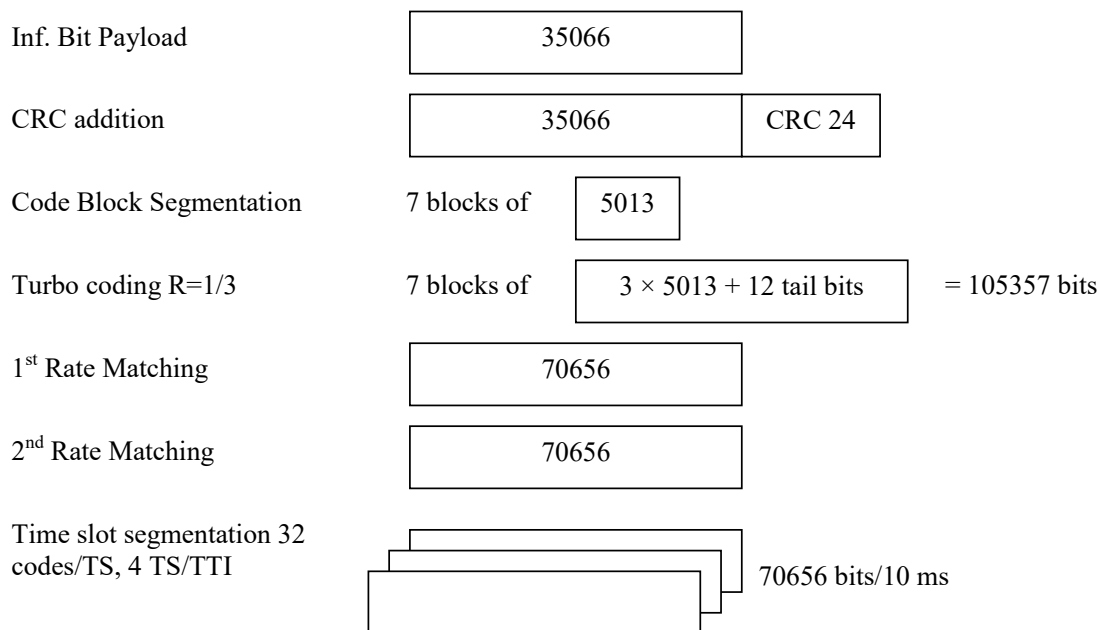 Inf. Bit Payload 35066
CRC addition 35066 CRC 24
Code Block Segmentation 7 blocks of 5013
Turbo coding R=1/3 7 blocks of 3 × 5013 + 12 tail bits = 105357 bits
1st Rate Matching 70656
2nd Rate Matching 70656
Time slot segmentation 32
codes/TS, 4 TS/TTI
70656 bits/10 ms